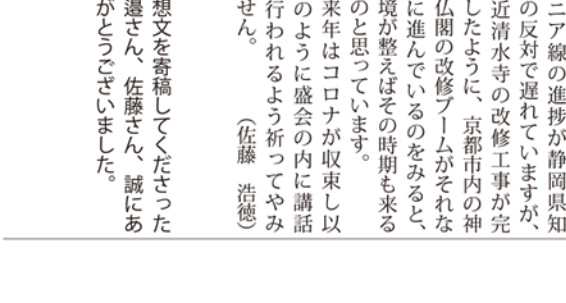 ニア線の進捗が静岡県知
の反対で遅れていますが、
近清水寺の改修工事が完
したように、京都市内の神
仏閣の改修ブームがそれな
に進んでいるのをみると、
境が整えばその時期も来る
のと思っています。
来年はコロナが収束し以
のように盛会の内に講話
行われるよう祈ってやみ
せん。
（佐藤　浩徳）
想文を寄稿してくださった
邉さん、佐藤さん、誠にあ
がとうございました。